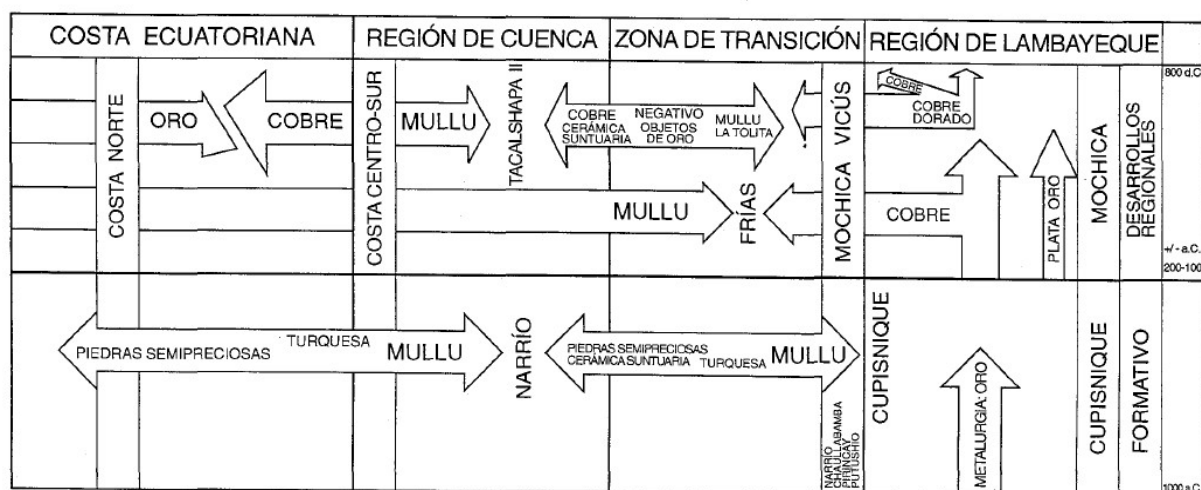 COSTA ECUATORIANA
REGIÓN DE CUENCA
ZONA DE TRANSICIÓN
REGIÓN DE LAMBAYEQUE
800 d.C.
COSTA NORTE
ORO
COBRE
COSTA CENTRO-SUR
MULLU
TACALSHAPA II
COBRE
CERÁMICA
SUNTUARIA
NEGATIVO
OBJETOS
DE ORO
MULLU
LA TOLITA
MOCHICA VICÚS
COBRE
COBRE
DORADO
MULLU
FRÍAS
COBRE
PLATA ORO
MOCHICA
DESARROLLOS
REGIONALES
+/- a.C.
200-100
PIEDRAS SEMIPRECIOSAS
TURQUESA
MULLU
NARRÍO
PIEDRAS SEMIPRECIOSAS
CERÁMICA SUNTUARIA
TURQUESA
MULLU
NARRÍO
CHAULLABAMBA
PIRINCAY
PUTUSHIO
CUPISNIQUE
METALURGIA: ORO
CUPISNIQUE
FORMATIVO
1000 a.C.